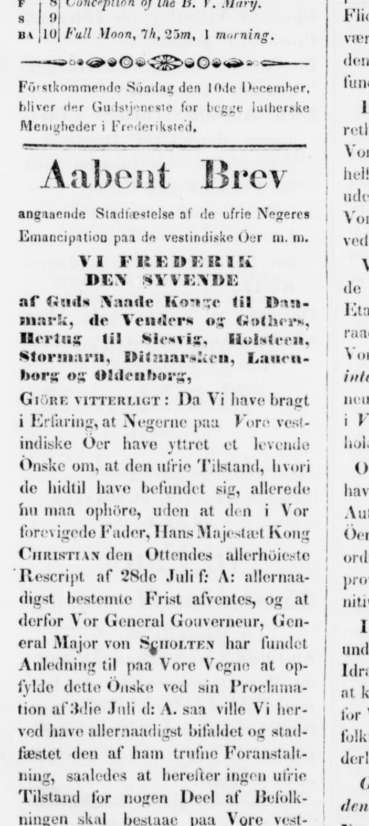 F 8 Conception of the B. V. Mary.
S 9
BA 10 Full Moon, 7h, 25m, 1 morning.
Förstkommende Söndag den 10de December,
bliver der Gudstjeneste for begge lutherske
Menigheder i Frederiksted.
Aabent Brev
angaaende Stadfæstelse af de ufrie Negeres
Emancipation paa de vestindiske Öer m. m.
VI FREDERIK
DEN SYVENDE
af Guds Naade Konge til Dan-
mark, de Venders og Gothers,
Hertug til Slesvig, Holsteen,
Stormarn, Ditmarsken, Lauen-
borg og Oldenborg,
GIÖRE VITTERLIGT: Da Vi have bragt
i Erfaring, at Negerne paa Vore vest-
indiske Öer have yttret et levende
Önske om, at den ufrie Tilstand, hvori
de hidtil have befundet sig, allerede
nu maa ophöre, uden at den i Vor
forevigede Fader, Hans Majestæt Kong
CHRISTIAN den Ottendes allerhöieste
Rescript af 28de Juli f: A: allernaa-
digst bestemte Frist afventes, og at
derfor Vor General Gouverneur, Gen-
eral Major von SCHOLTEN har fundet
Anledning til paa Vore Vegne at op-
fylde dette Önske ved sin Proclama-
tion af 3die Juli d: A. saa ville Vi her-
ved have allernaadigst bifaldet og stad-
fæstet den af ham trufne Foranstalt-
ning, saaledes at herefter ingen ufrie
Tilstand for nogen Deel af Befolk-
ningen skal bestaae paa Vore vest-